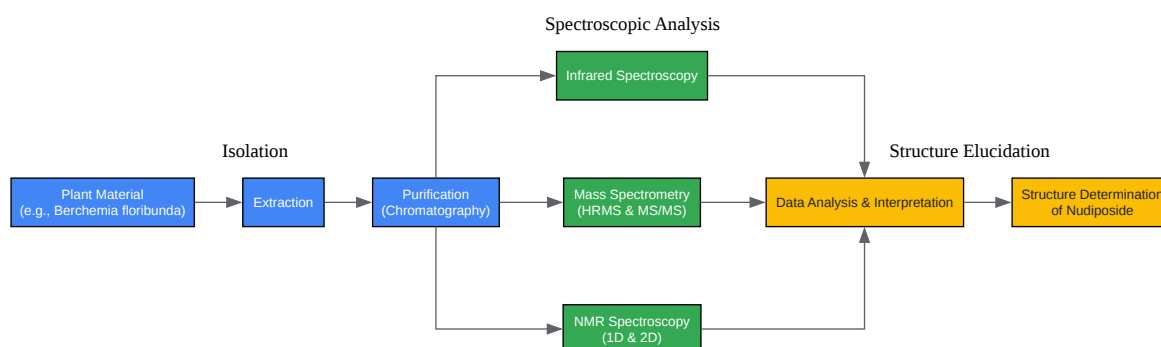 Spectroscopic Analysis
Infrared Spectroscopy
Isolation
Structure Elucidation
Plant Material
(e.g., Berchemia floribunda)
Extraction
Purification
(Chromatography)
Mass Spectrometry
(HRMS & MS/MS)
Data Analysis & Interpretation
Structure Determination
of Nudiposide
NMR Spectroscopy
(1D & 2D)